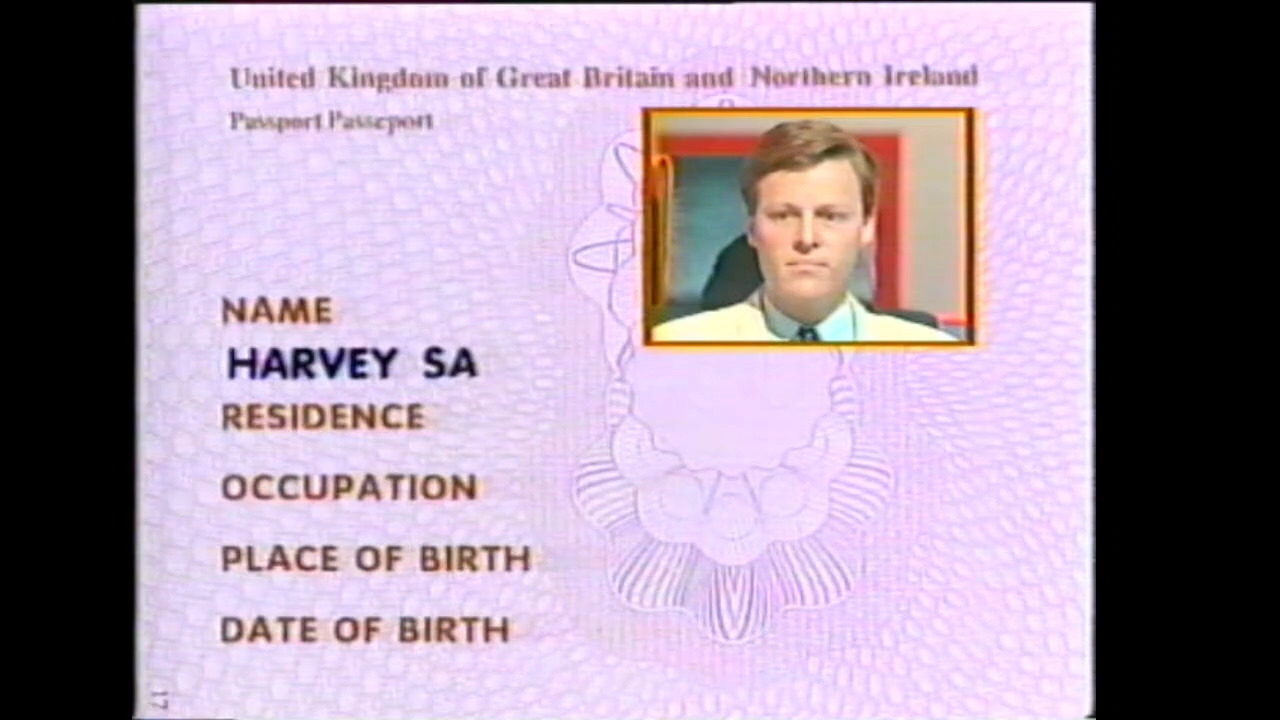 United Kingdom of Great Britain and Northern Ireland
Passport Passeport
NAME
HARVEY SA
RESIDENCE
OCCUPATION
PLACE OF BIRTH
DATE OF BIRTH
17